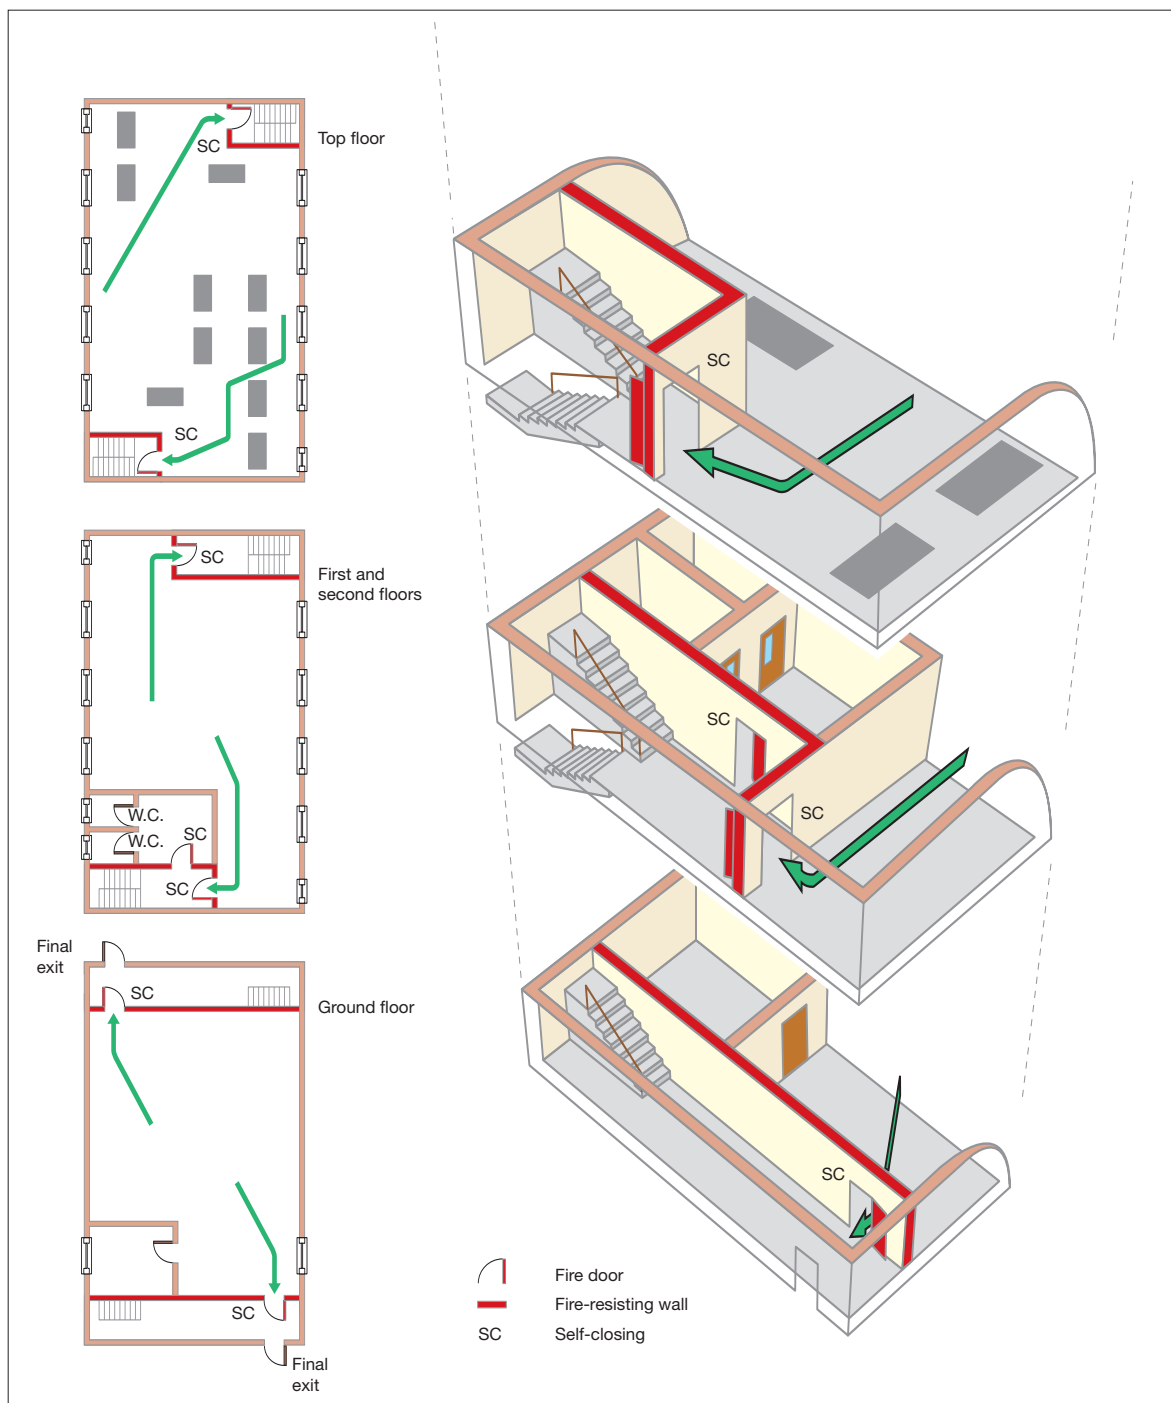 SC
Top floor
SC
SC
First and
second floors
W.C.
W.C.
SC
SC
Final
exit
SC
Ground floor
SC
Final
exit
SC
SC
SC
SC
Fire door
Fire-resisting wall
SC
Self-closing